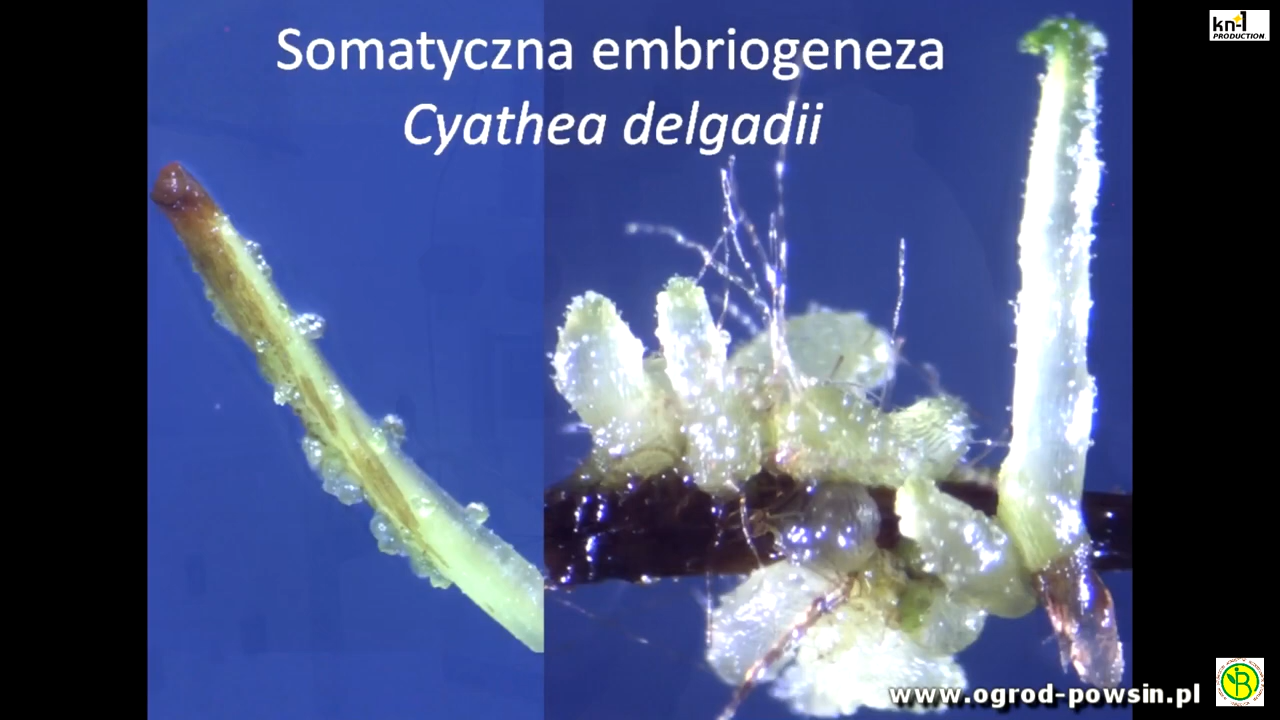 Somatyczna embriogeneza
Cyathea delgadii
kn-1
PRODUCTION
www.ogrod-powsin.pl